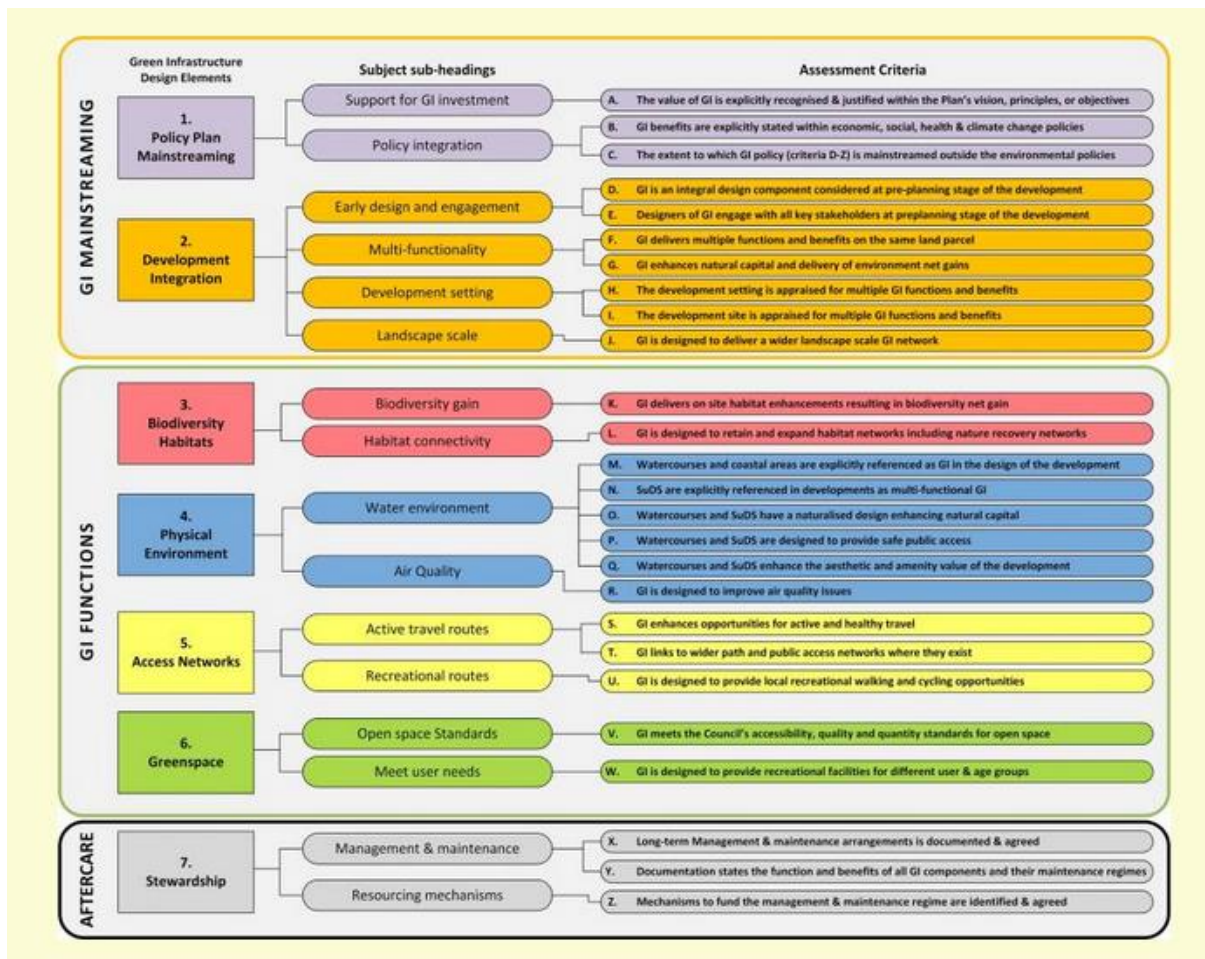 Green Infrastructure
Design Elements
Subject sub-headings
Assessment Criteria
GI MAINSTREAMING
1.
Policy Plan
Mainstreaming
Support for GI investment
A. The value of GI is explicitly recognised & justified within the Plan's vision, principles, or objectives
Policy integration
B. GI benefits are explicitly stated within economic, social, health & climate change policies
C. The extent to which GI policy (criteria D-Z) is mainstreamed outside the environmental policies
2.
Development
Integration
Early design and engagement
D. GI is an integral design component considered at pre-planning stage of the development
E. Designers of GI engage with all key stakeholders at preplanning stage of the development
Multi-functionality
F. GI delivers multiple functions and benefits on the same land parcel
G. GI enhances natural capital and delivery of environment net gains
Development setting
H. The development setting is appraised for multiple GI functions and benefits
I. The development site is appraised for multiple GI functions and benefits
Landscape scale
J. GI is designed to deliver a wider landscape scale GI network
GI FUNCTIONS
3.
Biodiversity
Habitats
Biodiversity gain
K. GI delivers on site habitat enhancements resulting in biodiversity net gain
Habitat connectivity
L. GI is designed to retain and expand habitat networks including nature recovery networks
4.
Physical
Environment
Water environment
M. Watercourses and coastal areas are explicitly referenced as GI in the design of the development
N. SuDS are explicitly referenced in developments as multi-functional GI
O. Watercourses and SuDS have a naturalised design enhancing natural capital
P. Watercourses and SuDS are designed to provide safe public access
Q. Watercourses and SuDS enhance the aesthetic and amenity value of the development
Air Quality
R. GI is designed to improve air quality issues
5.
Access Networks
Active travel routes
S. GI enhances opportunities for active and healthy travel
T. GI links to wider path and public access networks where they exist
Recreational routes
U. GI is designed to provide local recreational walking and cycling opportunities
6.
Greenspace
Open space Standards
V. GI meets the Council's accessibility, quality and quantity standards for open space
Meet user needs
W. GI is designed to provide recreational facilities for different user & age groups
AFTERCARE
7.
Stewardship
Management & maintenance
X. Long-term Management & maintenance arrangements is documented & agreed
Y. Documentation states the function and benefits of all GI components and their maintenance regimes
Resourcing mechanisms
Z. Mechanisms to fund the management & maintenance regime are identified & agreed